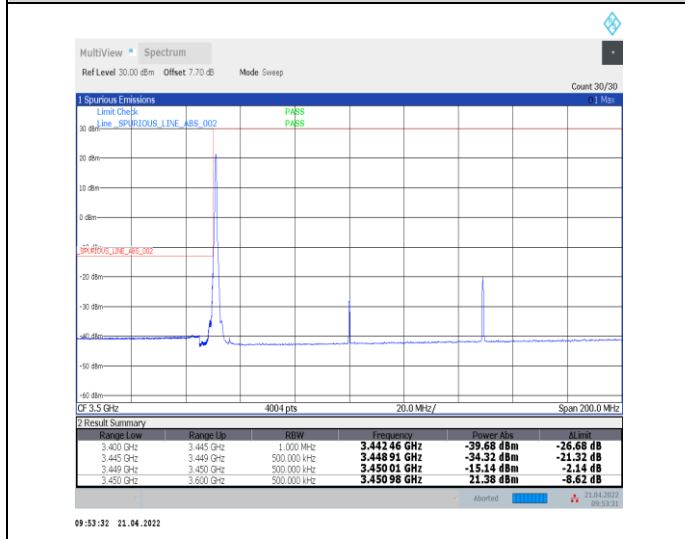 MultiView Spectrum
Ref Level 30.00 dBm Offset 7.70 dB Mode Sweep
Count 30/30
1 Spurious Emissions 1 Max
Limit Check PASS
Line _SPURIOUS_LINE_ABS_002 PASS
30 dBm
20 dBm
10 dBm
0 dBm
-10 dBm
_SPURIOUS_LINE_ABS_002
-20 dBm
-30 dBm
-40 dBm
-50 dBm
-60 dBm
CF 3.5 GHz 4004 pts 20.0 MHz/ Span 200.0 MHz
2 Result Summary
Range Low Range Up RBW Frequency Power Abs ΔLimit
3.400 GHz 3.445 GHz 1.000 MHz 3.442 46 GHz -39.68 dBm -26.68 dB
3.445 GHz 3.449 GHz 500.000 kHz 3.448 91 GHz -34.32 dBm -21.32 dB
3.449 GHz 3.450 GHz 500.000 kHz 3.450 01 GHz -15.14 dBm -2.14 dB
3.450 GHz 3.600 GHz 500.000 kHz 3.450 98 GHz 21.38 dBm -8.62 dB
Aborted 21.04.2022
09:53:31
09:53:32 21.04.2022